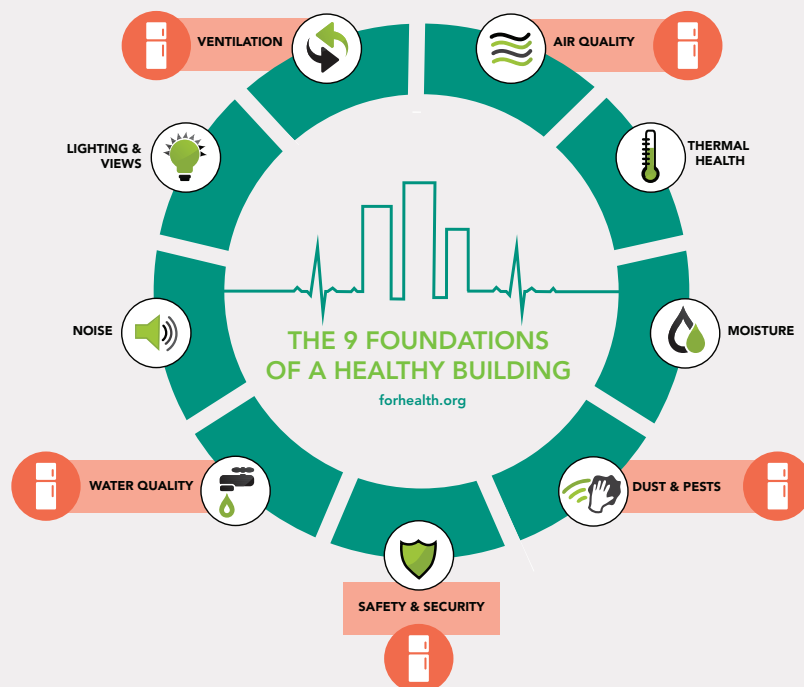 VENTILATION
AIR QUALITY
LIGHTING &
VIEWS
THERMAL
HEALTH
NOISE
MOISTURE
THE 9 FOUNDATIONS
OF A HEALTHY BUILDING
forhealth.org
WATER QUALITY
DUST & PESTS
SAFETY & SECURITY